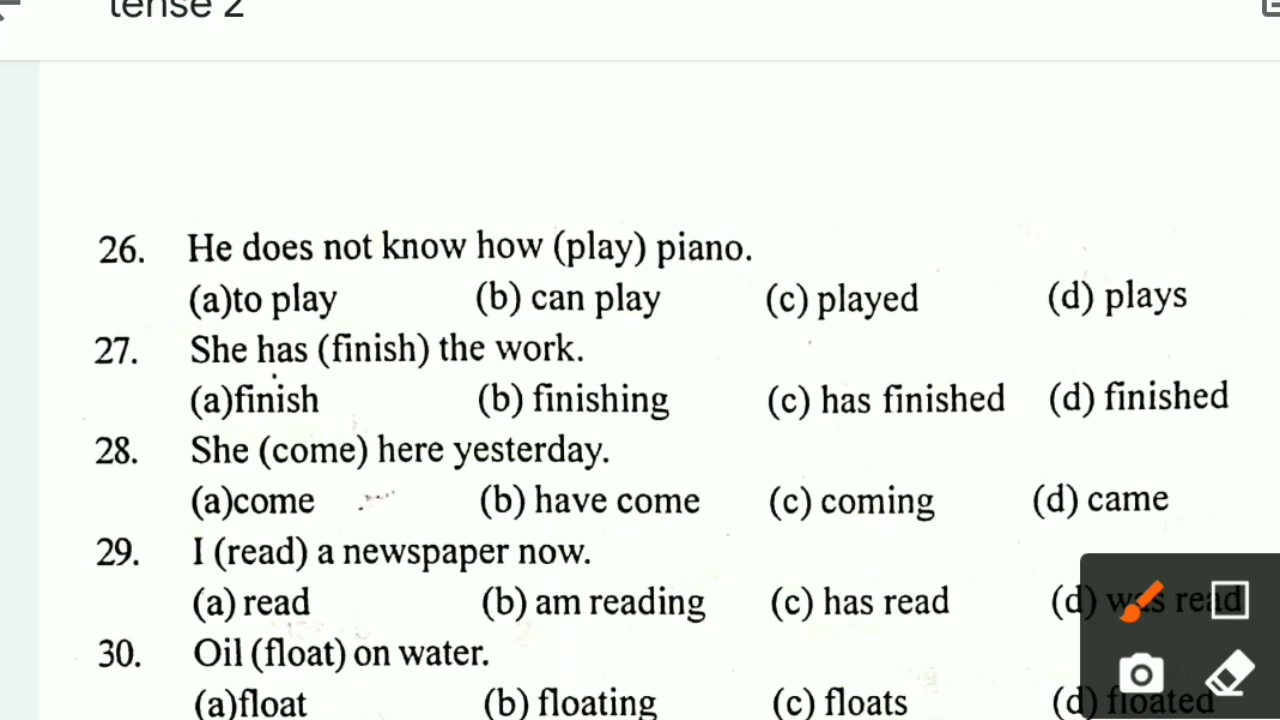 tense 2
26. He does not know how (play) piano.
(a)to play (b) can play (c) played (d) plays
27. She has (finish) the work.
(a)finish (b) finishing (c) has finished (d) finished
28. She (come) here yesterday.
(a)come (b) have come (c) coming (d) came
29. I (read) a newspaper now.
(a) read (b) am reading (c) has read (d) was read
30. Oil (float) on water.
(a)float (b) floating (c) floats (d) floated